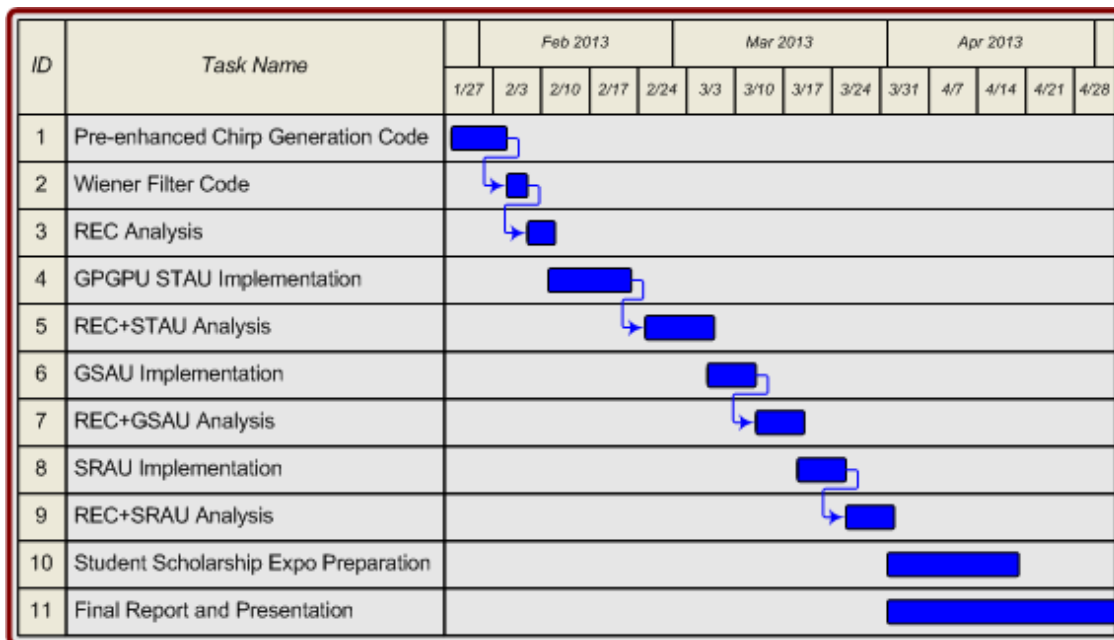 ID Task Name Feb 2013 Mar 2013 Apr 2013
1/27 2/3 2/10 2/17 2/24 3/3 3/10 3/17 3/24 3/31 4/7 4/14 4/21 4/28
1 Pre-enhanced Chirp Generation Code
2 Wiener Filter Code
3 REC Analysis
4 GPGPU STAU Implementation
5 REC+STAU Analysis
6 GSAU Implementation
7 REC+GSAU Analysis
8 SRAU Implementation
9 REC+SRAU Analysis
10 Student Scholarship Expo Preparation
11 Final Report and Presentation